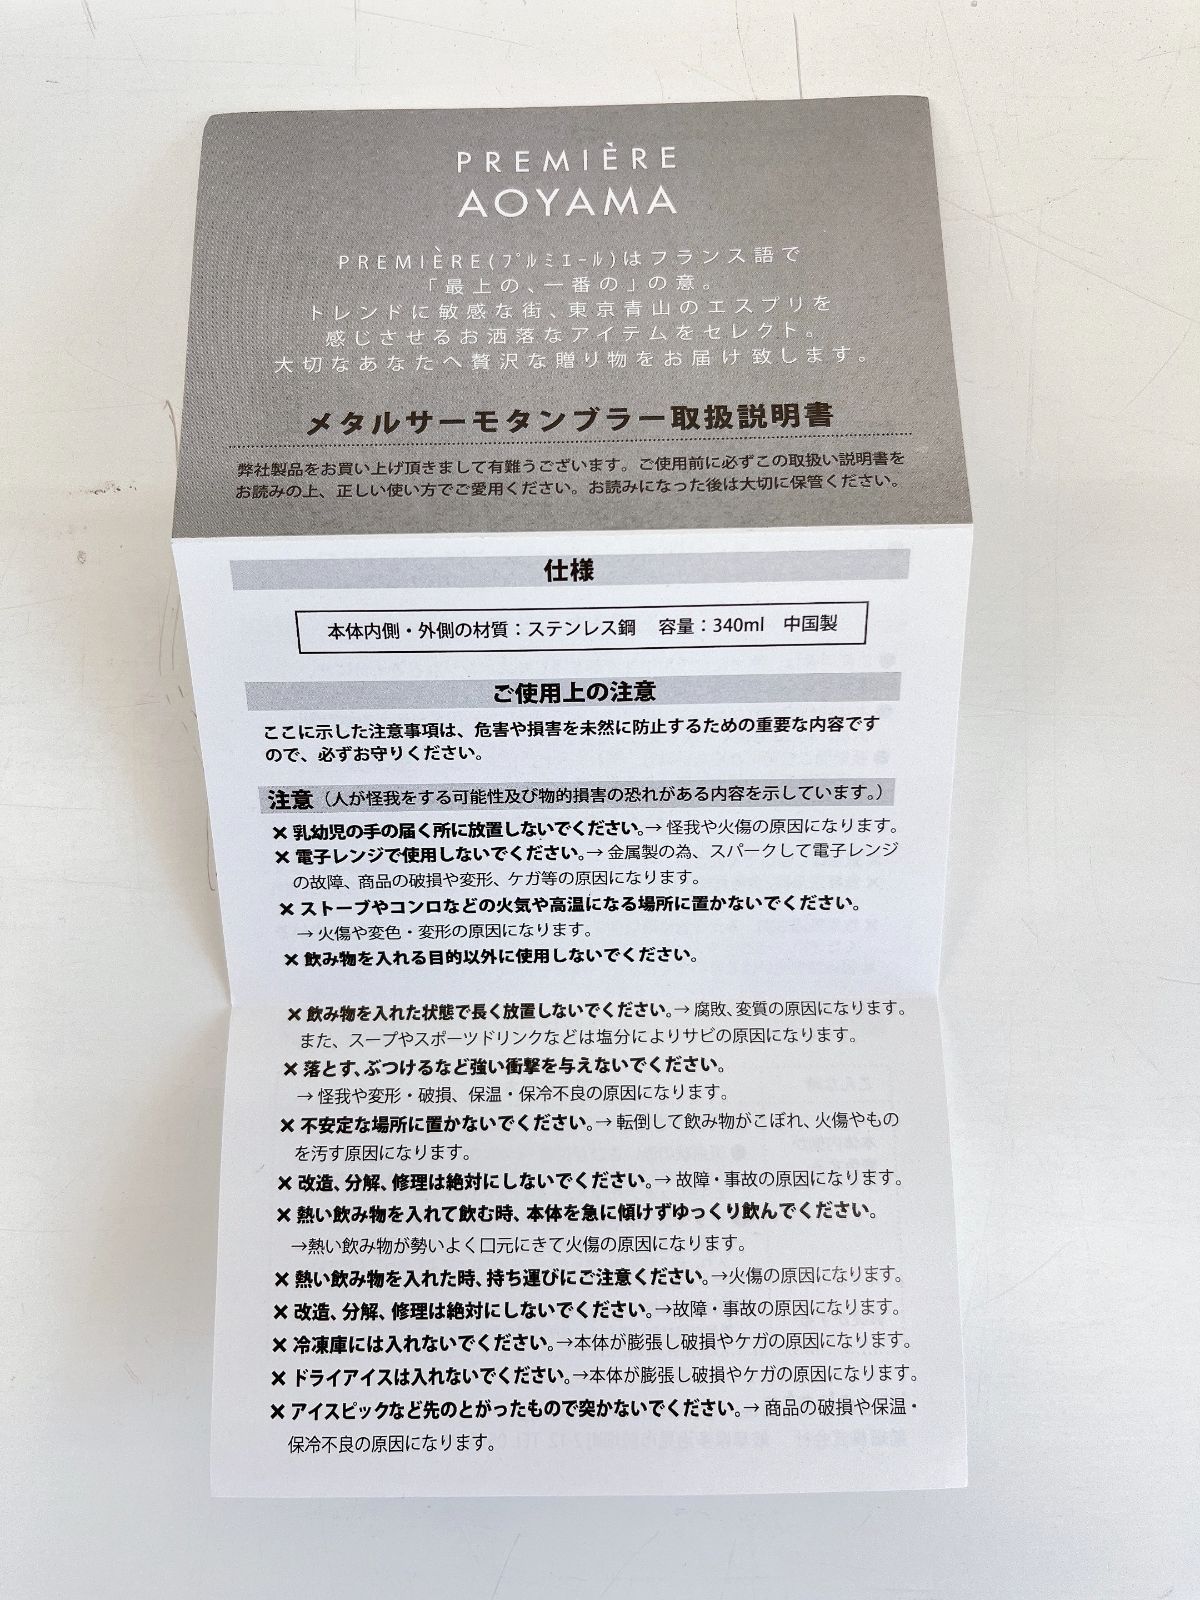 PREMIÈRE
AOYAMA
PREMIÈRE(ﾌﾟﾙﾐｴｰﾙ)はフランス語で
「最上の、一番の」の意。
トレンドに敏感な街、東京青山のエスプリを
感じさせるお洒落なアイテムをセレクト。
大切なあなたへ贅沢な贈り物をお届け致します。
メタルサーモタンブラー取扱説明書
弊社製品をお買い上げ頂きまして有難うございます。ご使用前に必ずこの取扱い説明書を
お読みの上、正しい使い方でご愛用ください。お読みになった後は大切に保管ください。
仕様
本体内側・外側の材質：ステンレス鋼　容量：340ml　中国製
ご使用上の注意
ここに示した注意事項は、危害や損害を未然に防止するための重要な内容です
ので、必ずお守りください。
注意（人が怪我をする可能性及び物的損害の恐れがある内容を示しています。）
✕ 乳幼児の手の届く所に放置しないでください。→ 怪我や火傷の原因になります。
✕ 電子レンジで使用しないでください。→ 金属製の為、スパークして電子レンジ
の故障、商品の破損や変形、ケガ等の原因になります。
✕ ストーブやコンロなどの火気や高温になる場所に置かないでください。
→ 火傷や変色・変形の原因になります。
✕ 飲み物を入れる目的以外に使用しないでください。
✕ 飲み物を入れた状態で長く放置しないでください。→ 腐敗、変質の原因になります。
また、スープやスポーツドリンクなどは塩分によりサビの原因になります。
✕ 落とす、ぶつけるなど強い衝撃を与えないでください。
→ 怪我や変形・破損、保温・保冷不良の原因になります。
✕ 不安定な場所に置かないでください。→ 転倒して飲み物がこぼれ、火傷やもの
を汚す原因になります。
✕ 改造、分解、修理は絶対にしないでください。→ 故障・事故の原因になります。
✕ 熱い飲み物を入れて飲む時、本体を急に傾けずゆっくり飲んでください。
→熱い飲み物が勢いよく口元にきて火傷の原因になります。
✕ 熱い飲み物を入れた時、持ち運びにご注意ください。→火傷の原因になります。
✕ 改造、分解、修理は絶対にしないでください。→故障・事故の原因になります。
✕ 冷凍庫には入れないでください。→本体が膨張し破損やケガの原因になります。
✕ ドライアイスは入れないでください。→本体が膨張し破損やケガの原因になります。
✕ アイスピックなど先のとがったもので突かないでください。→ 商品の破損や保温・
保冷不良の原因になります。